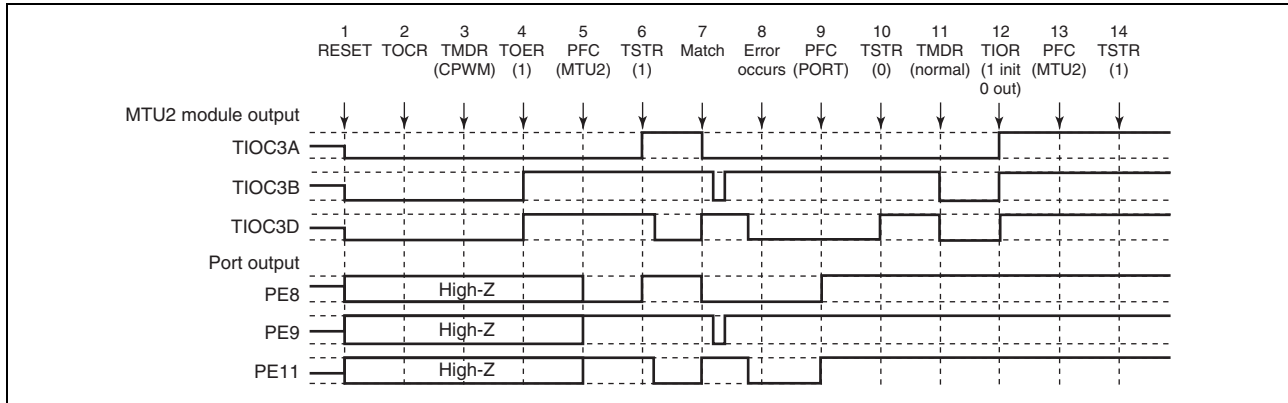 1 2 3 4 5 6 7 8 9 10 11 12 13 14
RESET TOCR TMDR TOER PFC TSTR Match Error PFC TSTR TMDR TIOR PFC TSTR
(CPWM) (1) (MTU2) (1) occurs (PORT) (0) (normal) (1 init (MTU2) (1)
0 out)
MTU2 module output
TIOC3A
TIOC3B
TIOC3D
Port output
PE8 High-Z
PE9 High-Z
PE11 High-Z